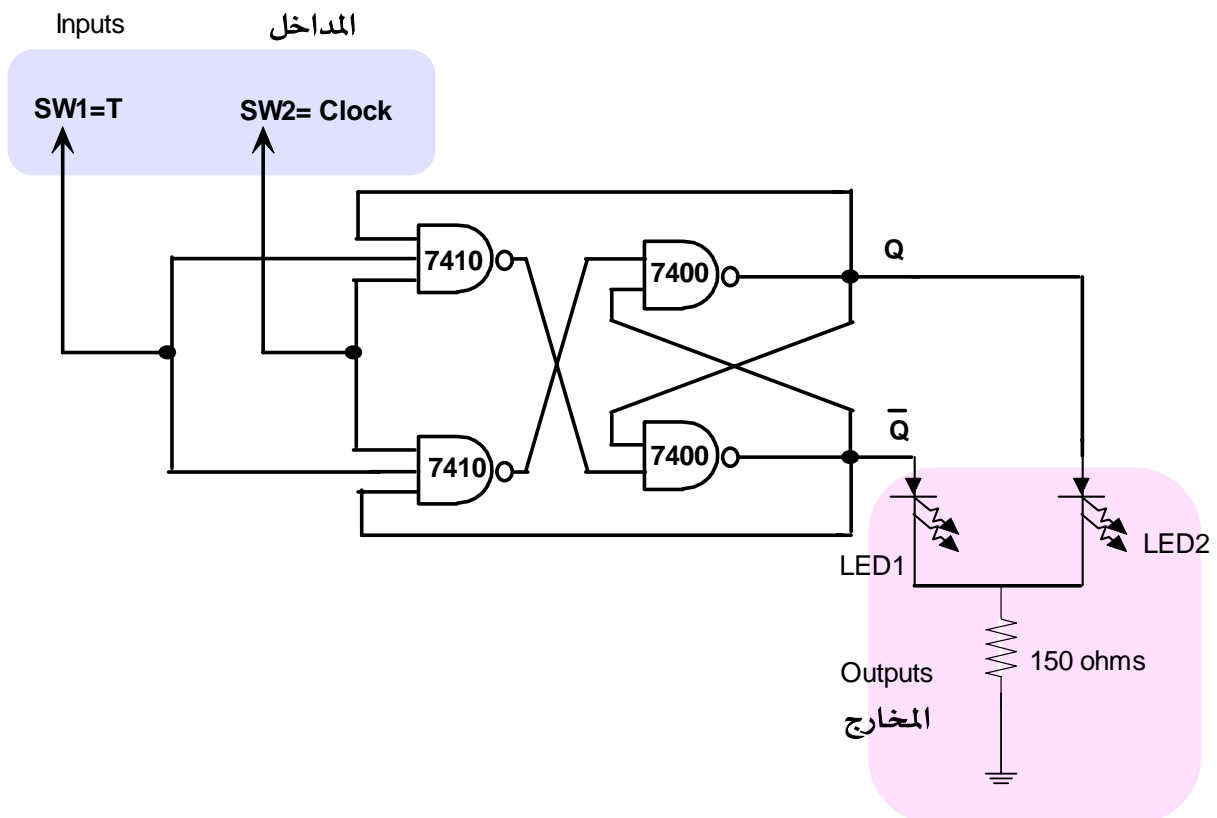 Inputs المداخل
SW1=T SW2= Clock
7410
7400
Q
7410
7400
Q̅
LED1
LED2
150 ohms
Outputs
المخارج